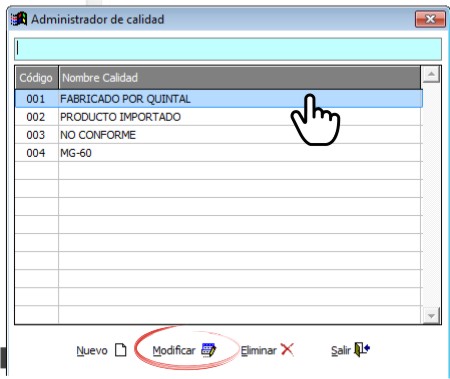 Administrador de calidad
Código Nombre Calidad
001 FABRICADO POR QUINTAL
002 PRODUCTO IMPORTADO
003 NO CONFORME
004 MG-60
Nuevo Modificar Eliminar Salir